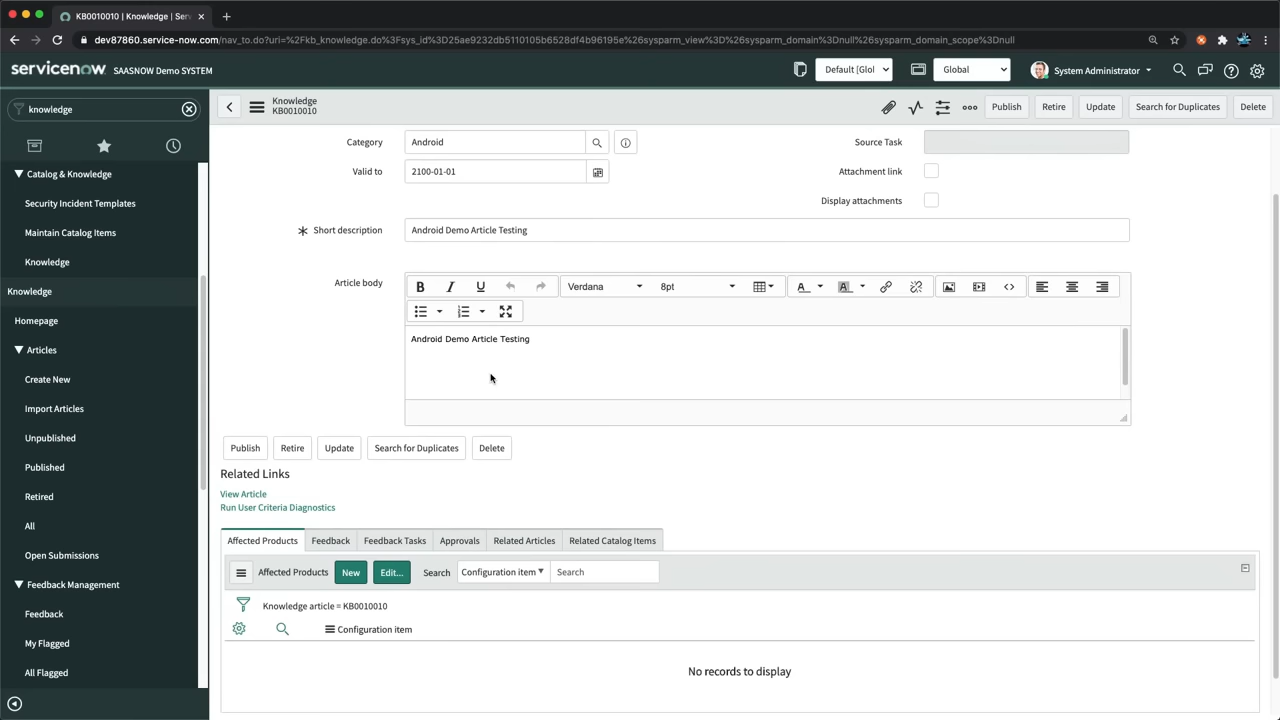 KB0010010 | Knowledge | Serv
dev87860.service-now.com/nav_to.do?uri=%2Fkb_knowledge.do%3Fsys_id%3D25ae9232db5110105b6528df4b96195e%26sysparm_view%3D%26sysparm_domain%3Dnull%26sysparm_domain_scope%3Dnull
servicenow SAASNOW Demo SYSTEM
Default [Glol
Global
System Administrator
knowledge
Knowledge
KB0010010
Publish
Retire
Update
Search for Duplicates
Delete
Catalog & Knowledge
Security Incident Templates
Maintain Catalog Items
Knowledge
Knowledge
Homepage
Articles
Create New
Import Articles
Unpublished
Published
Retired
All
Open Submissions
Feedback Management
Feedback
My Flagged
All Flagged
Category Android
Source Task
Valid to 2100-01-01
Attachment link
Display attachments
Short description Android Demo Article Testing
Article body
B I U Verdana 8pt A A
Android Demo Article Testing
Publish Retire Update Search for Duplicates Delete
Related Links
View Article
Run User Criteria Diagnostics
Affected Products Feedback Feedback Tasks Approvals Related Articles Related Catalog Items
Affected Products New Edit... Search Configuration item Search
Knowledge article = KB0010010
Configuration item
No records to display